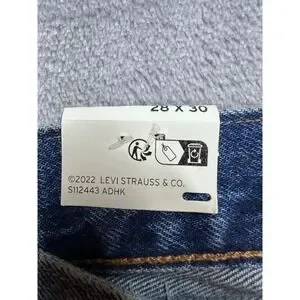 28 X 30
©2022 LEVI STRAUSS & CO.
S112443 ADHK